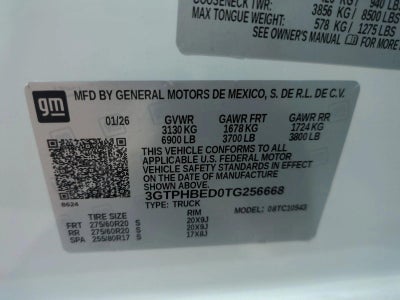 GOOSENECK TWR:
3856 KG / 8500 LBS
MAX TONGUE WEIGHT:
578 KG / 1275 LBS
SEE OWNER'S MANUAL FOR
gm
MFD BY GENERAL MOTORS DE MEXICO, S. DE R.L. DE C.V.
01/26 GVWR GAWR FRT GAWR RR
3130 KG 1678 KG 1724 KG
6900 LB 3700 LB 3800 LB
THIS VEHICLE CONFORMS TO ALL
APPLICABLE U.S. FEDERAL MOTOR
VEHICLE SAFETY STANDARDS IN EFFECT ON
THE DATE OF MANUFACTURE SHOWN ABOVE.
3GTPHBED0TG256668
TYPE: TRUCK MODEL: 08TC10543
8624
TIRE SIZE RIM
FRT 275/60R20 S 20X9J
RR 275/60R20 S 20X9J
SPA 255/80R17 S 17X8J